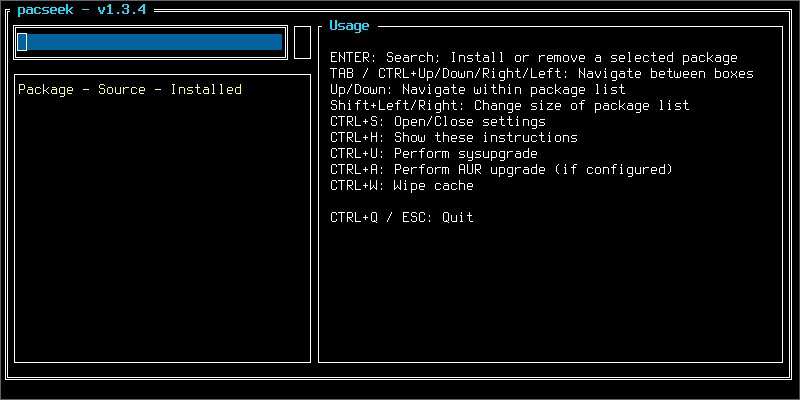 pacseek - v1.3.4
Usage
ENTER: Search; Install or remove a selected package
TAB / CTRL+Up/Down/Right/Left: Navigate between boxes
Up/Down: Navigate within package list
Shift+Left/Right: Change size of package list
CTRL+S: Open/Close settings
CTRL+H: Show these instructions
CTRL+U: Perform sysupgrade
CTRL+A: Perform AUR upgrade (if configured)
CTRL+W: Wipe cache
CTRL+Q / ESC: Quit
Package - Source - Installed